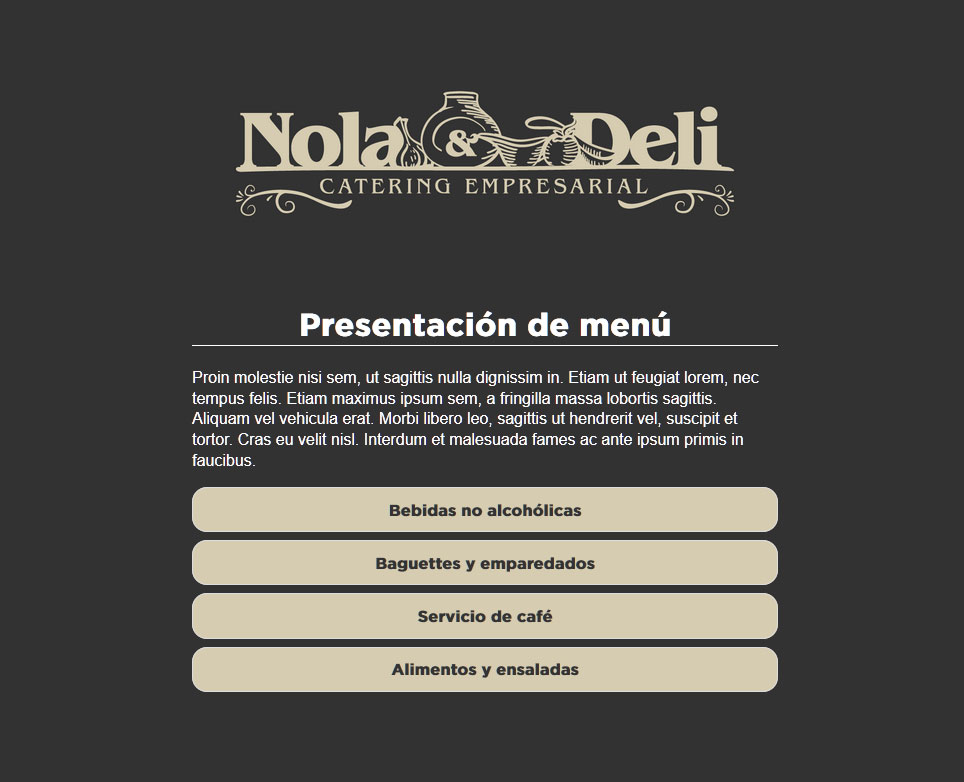 Nola & Deli
CATERING EMPRESARIAL
Presentación de menú
Proin molestie nisi sem, ut sagittis nulla dignissim in. Etiam ut feugiat lorem, nec
tempus felis. Etiam maximus ipsum sem, a fringilla massa lobortis sagittis.
Aliquam vel vehicula erat. Morbi libero leo, sagittis ut hendrerit vel, suscipit et
tortor. Cras eu velit nisl. Interdum et malesuada fames ac ante ipsum primis in
faucibus.
Bebidas no alcohólicas
Baguettes y emparedados
Servicio de café
Alimentos y ensaladas